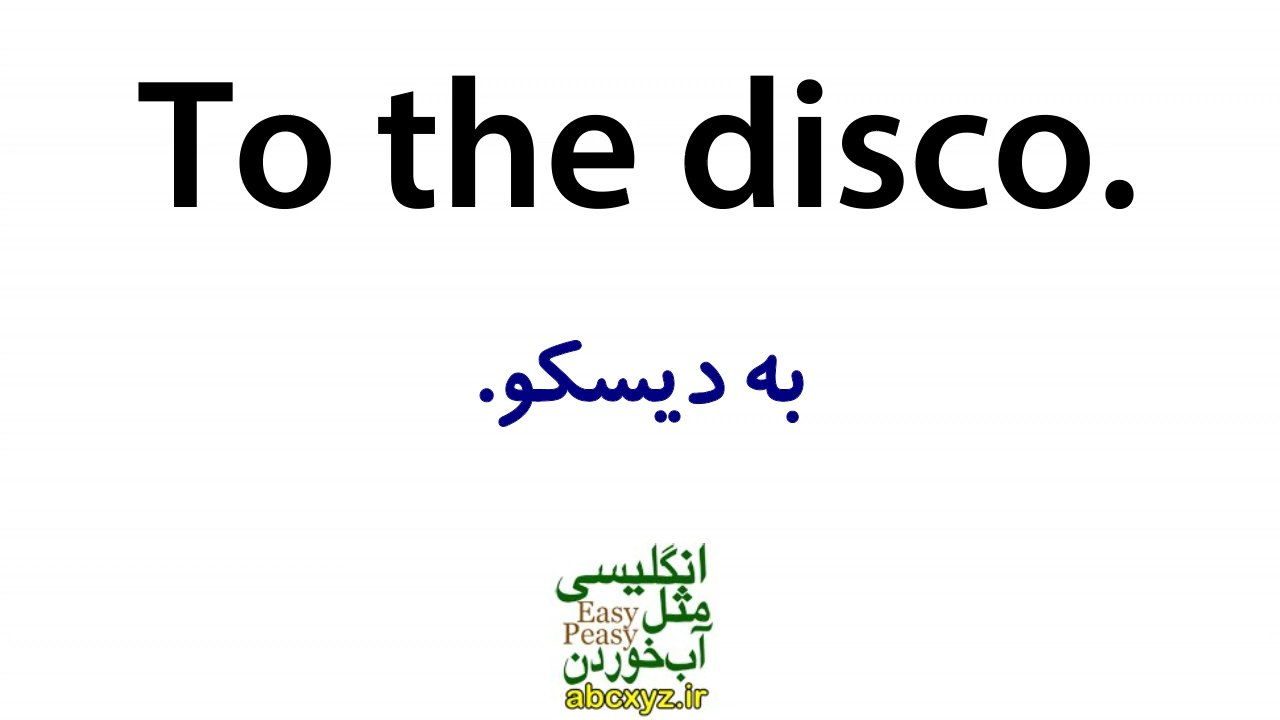 To the disco.
به دیسکو.
انگلیسی
مثل
Easy
Peasy
آب خوردن
abcxyz.ir